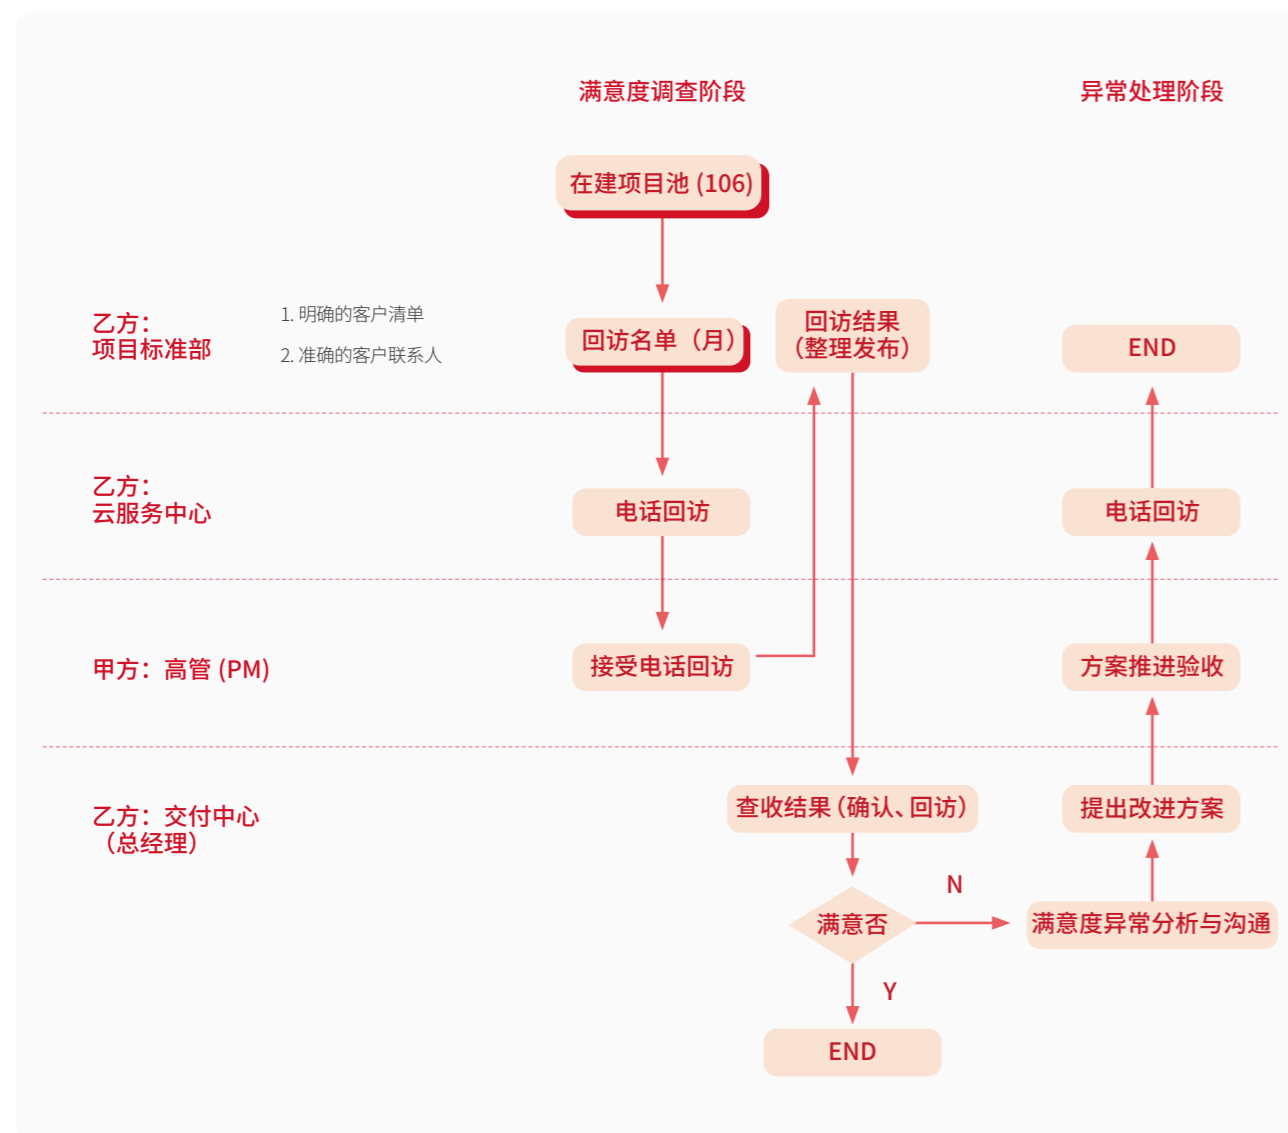 满意度调查阶段
异常处理阶段
在建项目池 (106)
乙方：
项目标准部
1. 明确的客户清单
2. 准确的客户联系人
回访名单（月）
回访结果
（整理发布）
END
乙方：
云服务中心
电话回访
电话回访
甲方：高管 (PM)
接受电话回访
方案推进验收
乙方：交付中心
（总经理）
查收结果（确认、回访）
提出改进方案
N
满意否
满意度异常分析与沟通
Y
END